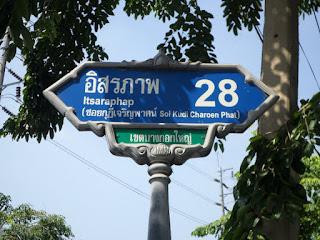 อิสรภาพ 28
Itsaraphap
(ซอยกุฎีเจริญพาศน์ Soi Kudi Charoen Phat)
เขตบางกอกใหญ่